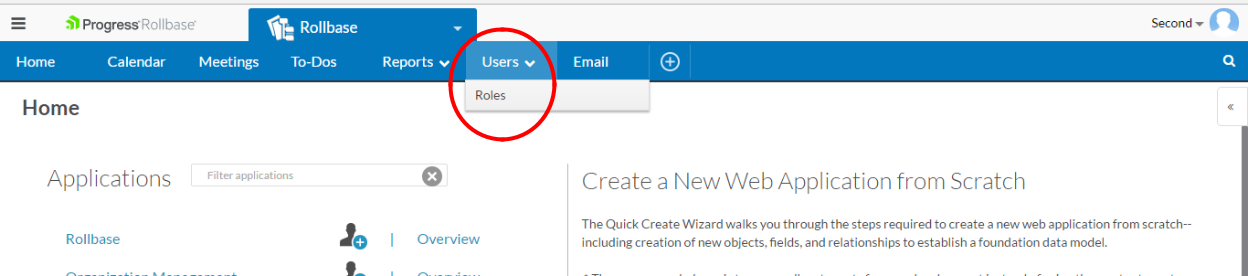 Progress Rollbase
Rollbase
Second
Home Calendar Meetings To-Dos Reports Users Email
Roles
Home
«
Applications
Filter applications
Create a New Web Application from Scratch
The Quick Create Wizard walks you through the steps required to create a new web application from scratch--
including creation of new objects, fields, and relationships to establish a foundation data model.
Rollbase | Overview
Organization Management Overview